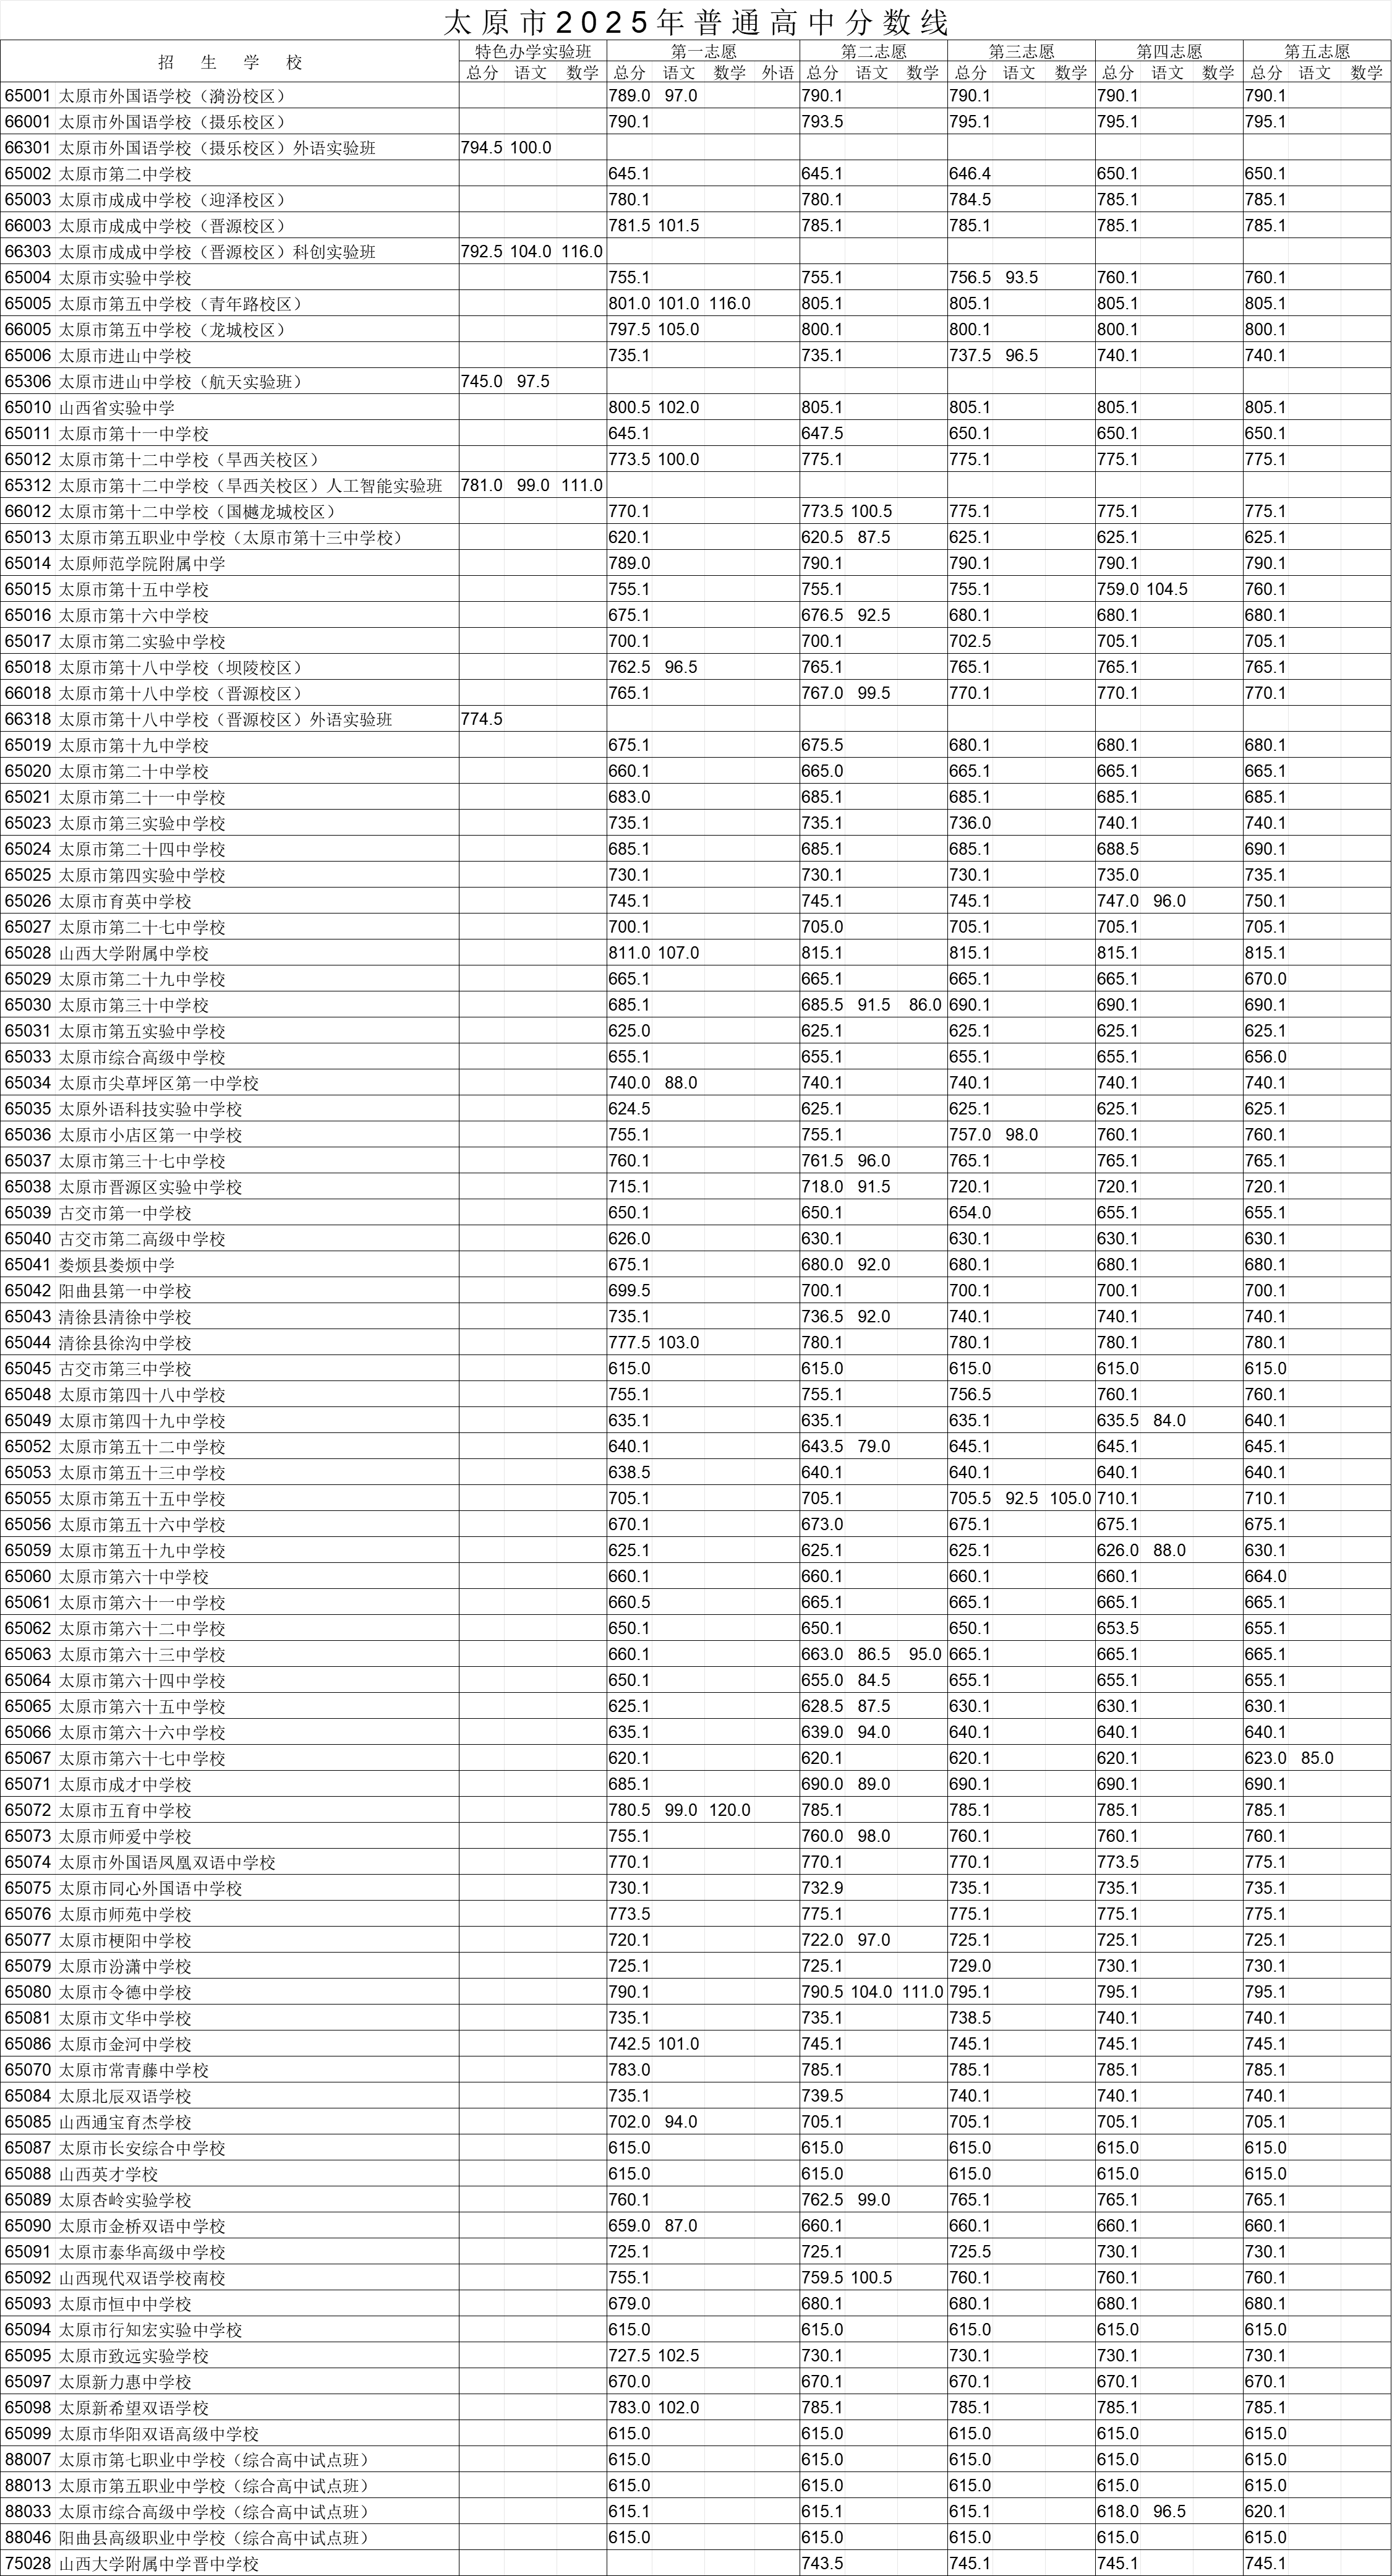 太原市2025年普通高中分数线
招 生 学 校 特色办学实验班 第一志愿 第二志愿 第三志愿 第四志愿 第五志愿
总分 语文 数学 总分 语文 数学 外语 总分 语文 数学 总分 语文 数学 总分 语文 数学 总分 语文 数学
65001 太原市外国语学校（漪汾校区） 789.0 97.0 790.1 790.1 790.1 790.1
66001 太原市外国语学校（摄乐校区） 790.1 793.5 795.1 795.1 795.1
66301 太原市外国语学校（摄乐校区）外语实验班 794.5 100.0
65002 太原市第二中学校 645.1 645.1 646.4 650.1 650.1
65003 太原市成成中学校（迎泽校区） 780.1 780.1 784.5 785.1 785.1
66003 太原市成成中学校（晋源校区） 781.5 101.5 785.1 785.1 785.1 785.1
66303 太原市成成中学校（晋源校区）科创实验班 792.5 104.0 116.0
65004 太原市实验中学校 755.1 755.1 756.5 93.5 760.1 760.1
65005 太原市第五中学校（青年路校区） 801.0 101.0 116.0 805.1 805.1 805.1 805.1
66005 太原市第五中学校（龙城校区） 797.5 105.0 800.1 800.1 800.1 800.1
65006 太原市进山中学校 735.1 735.1 737.5 96.5 740.1 740.1
65306 太原市进山中学校（航天实验班） 745.0 97.5
65010 山西省实验中学 800.5 102.0 805.1 805.1 805.1 805.1
65011 太原市第十一中学校 645.1 647.5 650.1 650.1 650.1
65012 太原市第十二中学校（旱西关校区） 773.5 100.0 775.1 775.1 775.1 775.1
65312 太原市第十二中学校（旱西关校区）人工智能实验班 781.0 99.0 111.0
66012 太原市第十二中学校（国樾龙城校区） 770.1 773.5 100.5 775.1 775.1 775.1
65013 太原市第五职业中学校（太原市第十三中学校） 620.1 620.5 87.5 625.1 625.1 625.1
65014 太原师范学院附属中学 789.0 790.1 790.1 790.1 790.1
65015 太原市第十五中学校 755.1 755.1 755.1 759.0 104.5 760.1
65016 太原市第十六中学校 675.1 676.5 92.5 680.1 680.1 680.1
65017 太原市第二实验中学校 700.1 700.1 702.5 705.1 705.1
65018 太原市第十八中学校（坝陵校区） 762.5 96.5 765.1 765.1 765.1 765.1
66018 太原市第十八中学校（晋源校区） 765.1 767.0 99.5 770.1 770.1 770.1
66318 太原市第十八中学校（晋源校区）外语实验班 774.5
65019 太原市第十九中学校 675.1 675.5 680.1 680.1 680.1
65020 太原市第二十中学校 660.1 665.0 665.1 665.1 665.1
65021 太原市第二十一中学校 683.0 685.1 685.1 685.1 685.1
65023 太原市第三实验中学校 735.1 735.1 736.0 740.1 740.1
65024 太原市第二十四中学校 685.1 685.1 685.1 688.5 690.1
65025 太原市第四实验中学校 730.1 730.1 730.1 735.0 735.1
65026 太原市育英中学校 745.1 745.1 745.1 747.0 96.0 750.1
65027 太原市第二十七中学校 700.1 705.0 705.1 705.1 705.1
65028 山西大学附属中学校 811.0 107.0 815.1 815.1 815.1 815.1
65029 太原市第二十九中学校 665.1 665.1 665.1 665.1 670.0
65030 太原市第三十中学校 685.1 685.5 91.5 86.0 690.1 690.1 690.1
65031 太原市第五实验中学校 625.0 625.1 625.1 625.1 625.1
65033 太原市综合高级中学校 655.1 655.1 655.1 655.1 656.0
65034 太原市尖草坪区第一中学校 740.0 88.0 740.1 740.1 740.1 740.1
65035 太原外语科技实验中学校 624.5 625.1 625.1 625.1 625.1
65036 太原市小店区第一中学校 755.1 755.1 757.0 98.0 760.1 760.1
65037 太原市第三十七中学校 760.1 761.5 96.0 765.1 765.1 765.1
65038 太原市晋源区实验中学校 715.1 718.0 91.5 720.1 720.1 720.1
65039 古交市第一中学校 650.1 650.1 654.0 655.1 655.1
65040 古交市第二高级中学校 626.0 630.1 630.1 630.1 630.1
65041 娄烦县娄烦中学 675.1 680.0 92.0 680.1 680.1 680.1
65042 阳曲县第一中学校 699.5 700.1 700.1 700.1 700.1
65043 清徐县清徐中学校 735.1 736.5 92.0 740.1 740.1 740.1
65044 清徐县徐沟中学校 777.5 103.0 780.1 780.1 780.1 780.1
65045 古交市第三中学校 615.0 615.0 615.0 615.0 615.0
65048 太原市第四十八中学校 755.1 755.1 756.5 760.1 760.1
65049 太原市第四十九中学校 635.1 635.1 635.1 635.5 84.0 640.1
65052 太原市第五十二中学校 640.1 643.5 79.0 645.1 645.1 645.1
65053 太原市第五十三中学校 638.5 640.1 640.1 640.1 640.1
65055 太原市第五十五中学校 705.1 705.1 705.5 92.5 105.0 710.1 710.1
65056 太原市第五十六中学校 670.1 673.0 675.1 675.1 675.1
65059 太原市第五十九中学校 625.1 625.1 625.1 626.0 88.0 630.1
65060 太原市第六十中学校 660.1 660.1 660.1 660.1 664.0
65061 太原市第六十一中学校 660.5 665.1 665.1 665.1 665.1
65062 太原市第六十二中学校 650.1 650.1 650.1 653.5 655.1
65063 太原市第六十三中学校 660.1 663.0 86.5 95.0 665.1 665.1 665.1
65064 太原市第六十四中学校 650.1 655.0 84.5 655.1 655.1 655.1
65065 太原市第六十五中学校 625.1 628.5 87.5 630.1 630.1 630.1
65066 太原市第六十六中学校 635.1 639.0 94.0 640.1 640.1 640.1
65067 太原市第六十七中学校 620.1 620.1 620.1 620.1 623.0 85.0
65071 太原市成才中学校 685.1 690.0 89.0 690.1 690.1 690.1
65072 太原市五育中学校 780.5 99.0 120.0 785.1 785.1 785.1 785.1
65073 太原市师爱中学校 755.1 760.0 98.0 760.1 760.1 760.1
65074 太原市外国语凤凰双语中学校 770.1 770.1 770.1 773.5 775.1
65075 太原市同心外国语中学校 730.1 732.9 735.1 735.1 735.1
65076 太原市师苑中学校 773.5 775.1 775.1 775.1 775.1
65077 太原市梗阳中学校 720.1 722.0 97.0 725.1 725.1 725.1
65079 太原市汾潇中学校 725.1 725.1 729.0 730.1 730.1
65080 太原市令德中学校 790.1 790.5 104.0 111.0 795.1 795.1 795.1
65081 太原市文华中学校 735.1 735.1 738.5 740.1 740.1
65086 太原市金河中学校 742.5 101.0 745.1 745.1 745.1 745.1
65070 太原市常青藤中学校 783.0 785.1 785.1 785.1 785.1
65084 太原北辰双语学校 735.1 739.5 740.1 740.1 740.1
65085 山西通宝育杰学校 702.0 94.0 705.1 705.1 705.1 705.1
65087 太原市长安综合中学校 615.0 615.0 615.0 615.0 615.0
65088 山西英才学校 615.0 615.0 615.0 615.0 615.0
65089 太原杏岭实验学校 760.1 762.5 99.0 765.1 765.1 765.1
65090 太原市金桥双语中学校 659.0 87.0 660.1 660.1 660.1 660.1
65091 太原市泰华高级中学校 725.1 725.1 725.5 730.1 730.1
65092 山西现代双语学校南校 755.1 759.5 100.5 760.1 760.1 760.1
65093 太原市恒中中学校 679.0 680.1 680.1 680.1 680.1
65094 太原市行知宏实验中学校 615.0 615.0 615.0 615.0 615.0
65095 太原市致远实验学校 727.5 102.5 730.1 730.1 730.1 730.1
65097 太原新力惠中学校 670.0 670.1 670.1 670.1 670.1
65098 太原新希望双语学校 783.0 102.0 785.1 785.1 785.1 785.1
65099 太原市华阳双语高级中学校 615.0 615.0 615.0 615.0 615.0
88007 太原市第七职业中学校（综合高中试点班） 615.0 615.0 615.0 615.0 615.0
88013 太原市第五职业中学校（综合高中试点班） 615.0 615.0 615.0 615.0 615.0
88033 太原市综合高级中学校（综合高中试点班） 615.1 615.1 615.1 618.0 96.5 620.1
88046 阳曲县高级职业中学校（综合高中试点班） 615.0 615.0 615.0 615.0 615.0
75028 山西大学附属中学晋中学校 743.5 745.1 745.1 745.1